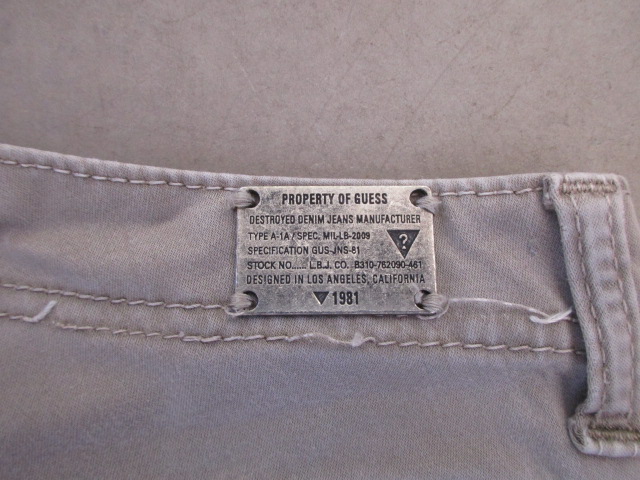 PROPERTY OF GUESS
DESTROYED DENIM JEANS MANUFACTURER
TYPE A-1A / SPEC. MIL-LB-2009
SPECIFICATION GUS-JNS-81
?
STOCK NO...... L.B.J. CO. B310-762090-461
DESIGNED IN LOS ANGELES, CALIFORNIA
1981